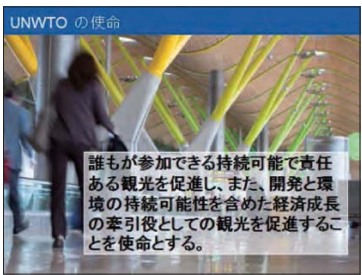 UNWTO の使命
誰もが参加できる持続可能で責任
ある観光を促進し、また、開発と環
境の持続可能性を含めた経済成長
の牽引役としての観光を促進するこ
とを使命とする。